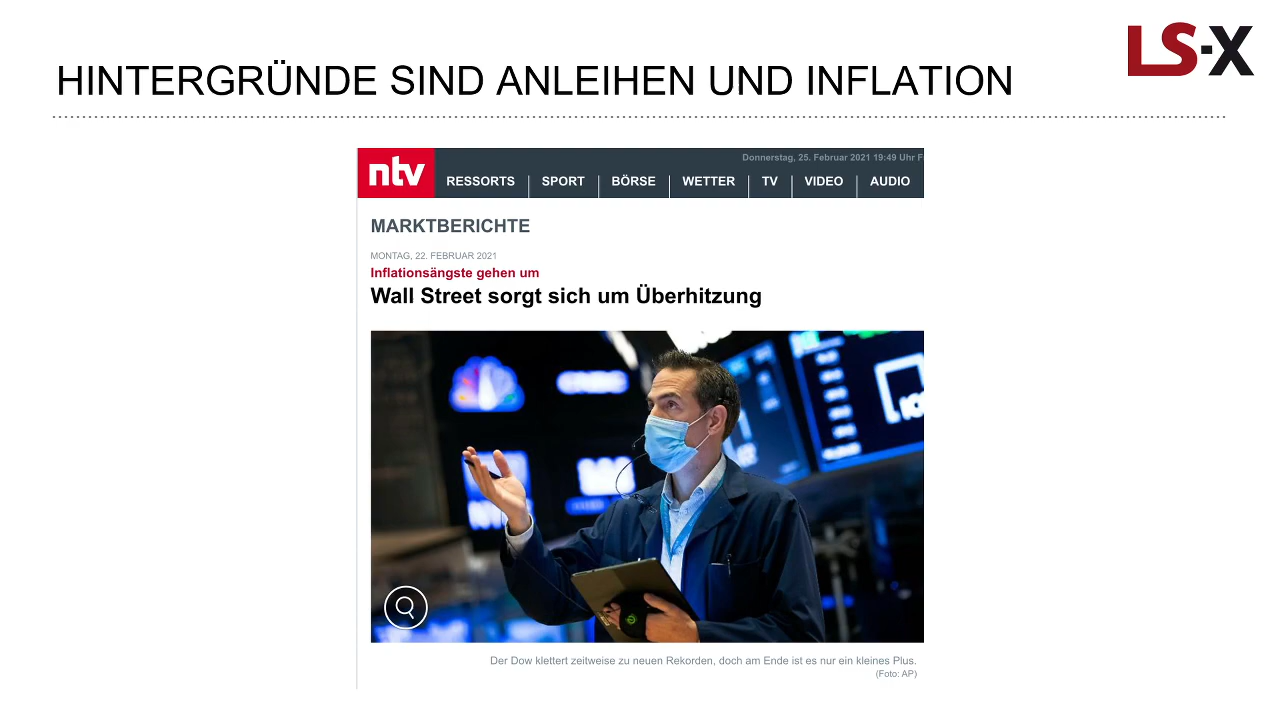 LS-X
HINTERGRÜNDE SIND ANLEIHEN UND INFLATION
Donnerstag, 25. Februar 2021 19:49 Uhr F
ntv
RESSORTS SPORT BÖRSE WETTER TV VIDEO AUDIO
MARKTBERICHTE
MONTAG, 22. FEBRUAR 2021
Inflationsängste gehen um
Wall Street sorgt sich um Überhitzung
CNBC
Der Dow klettert zeitweise zu neuen Rekorden, doch am Ende ist es nur ein kleines Plus.
(Foto: AP)